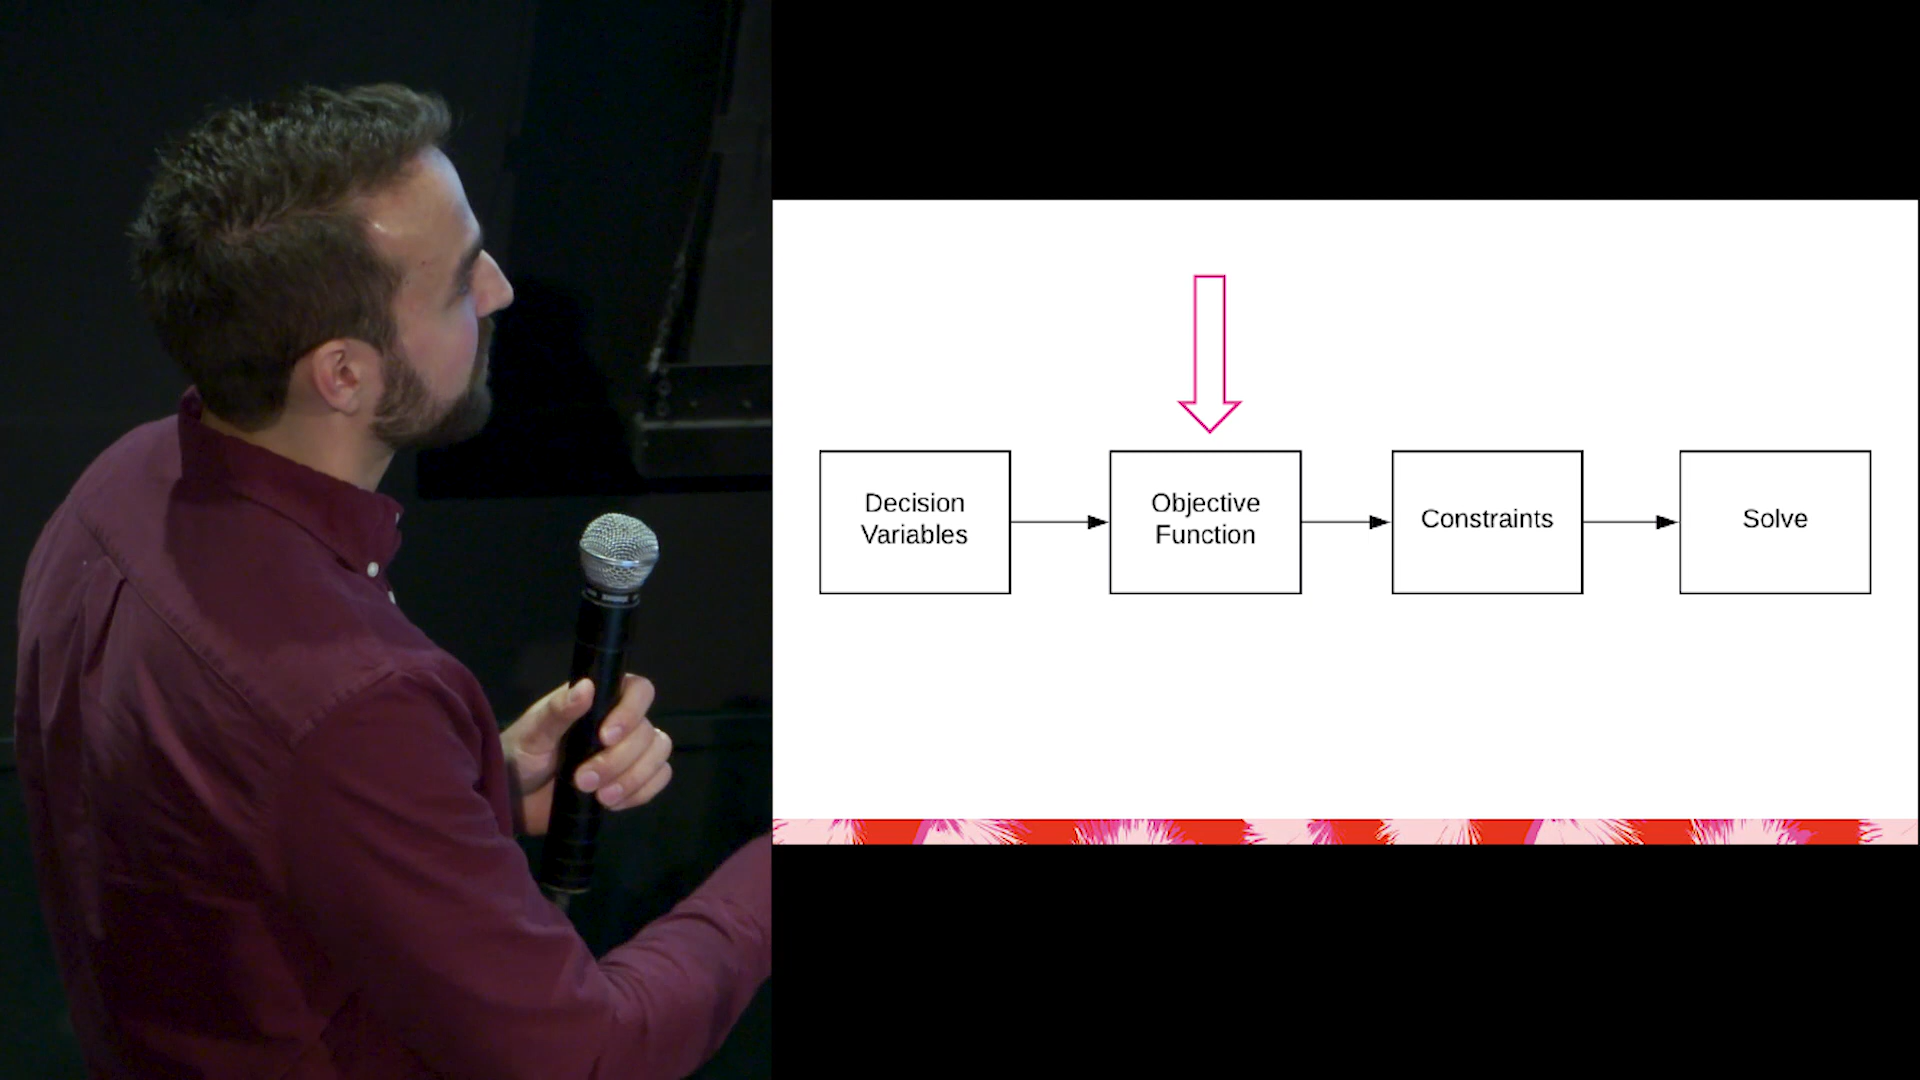 Decision
Variables
Objective
Function
Constraints
Solve